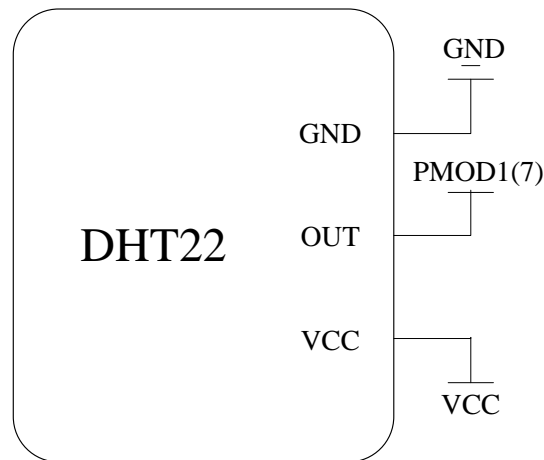 GND
GND
PMOD1(7)
DHT22
OUT
VCC
VCC